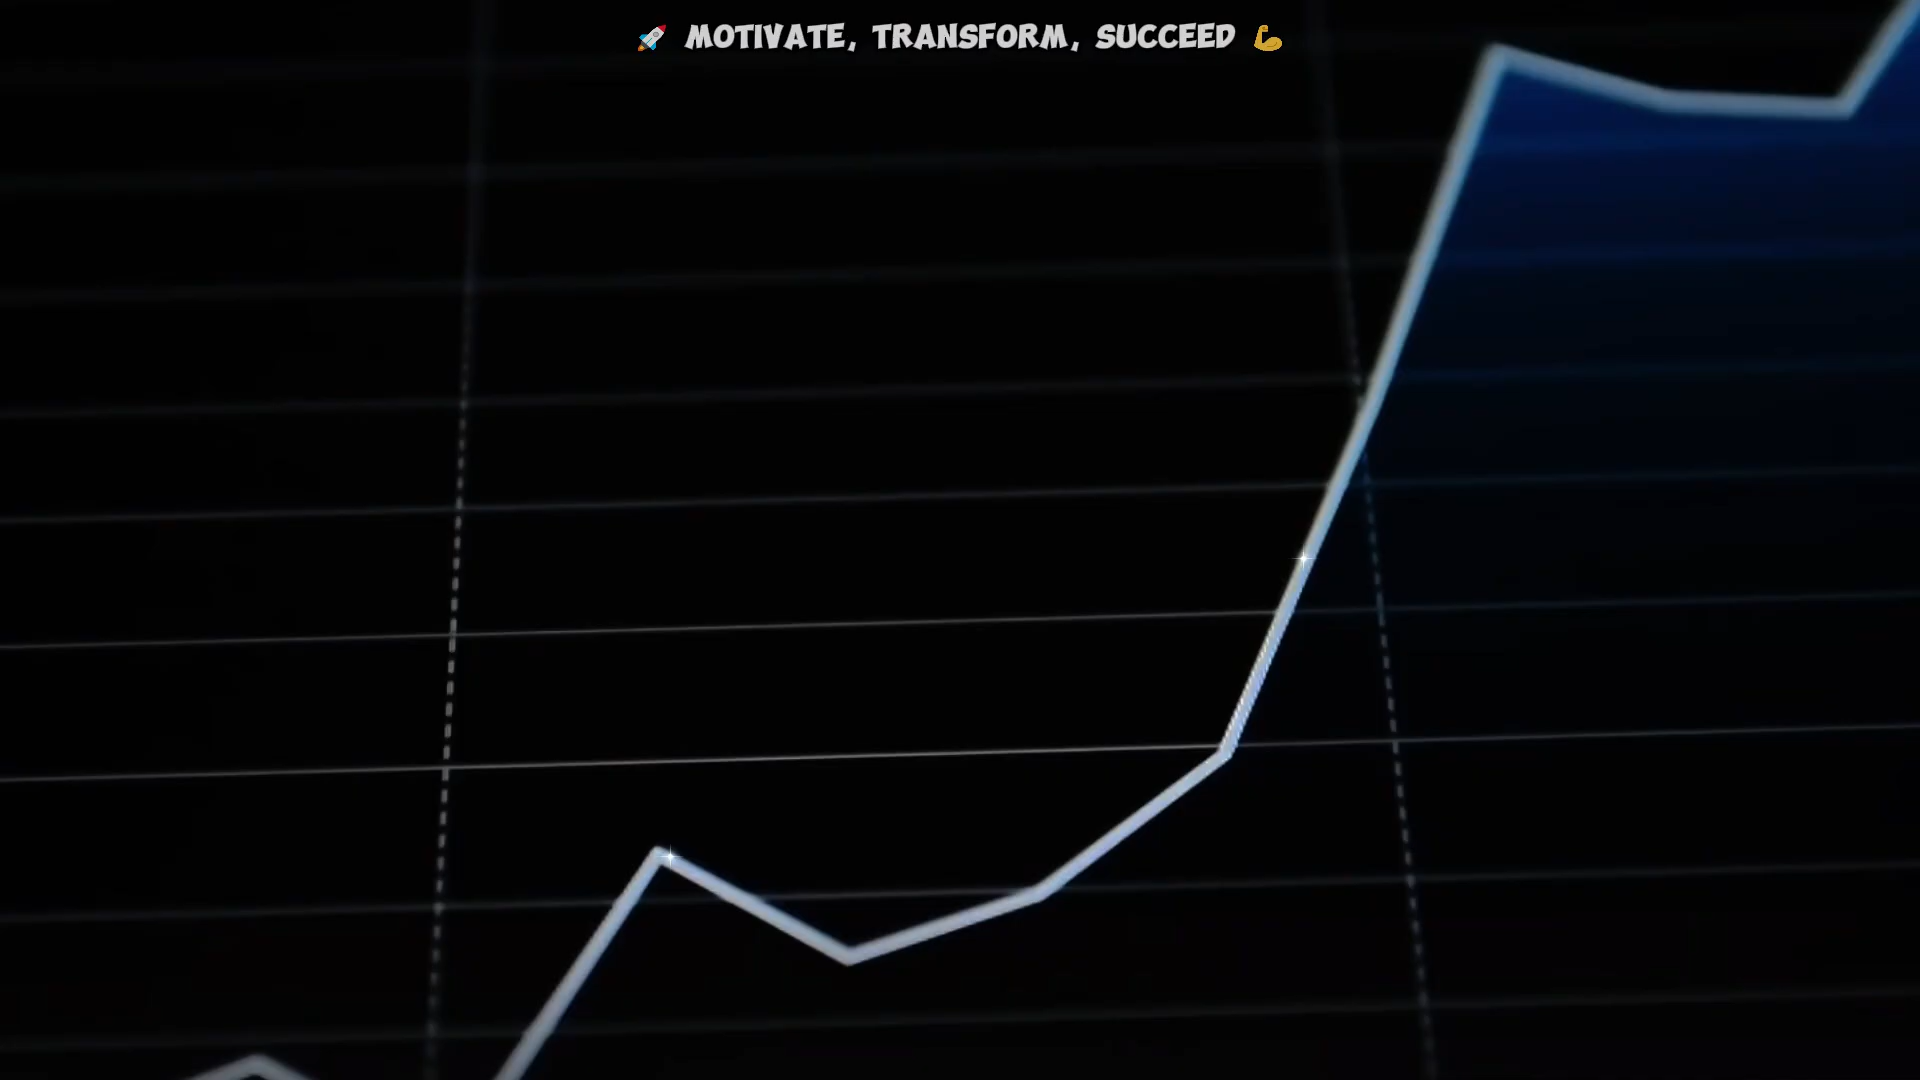 🚀 MOTIVATE, TRANSFORM, SUCCEED 💪